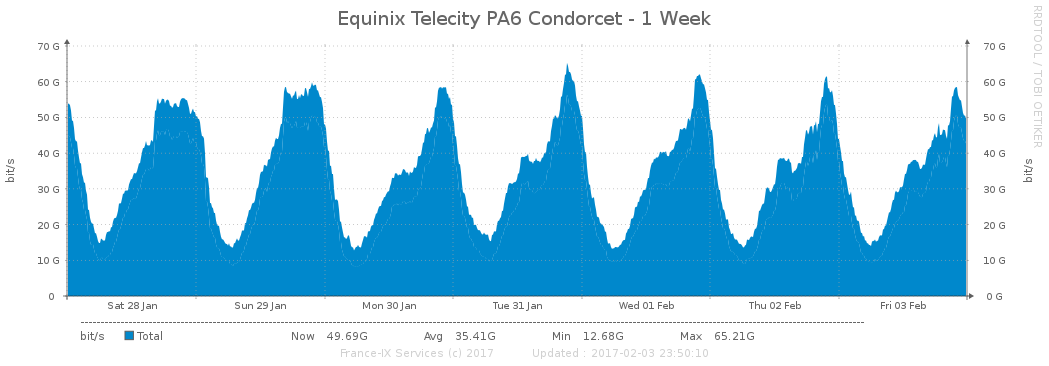 Equinix Telecity PA6 Condorcet - 1 Week
RRDTOOL / TOBI OETIKER
bit/s
70 G 70 G
60 G 60 G
50 G 50 G
40 G 40 G
30 G 30 G
20 G 20 G
10 G 10 G
0 0 G
bit/s
Sat 28 Jan Sun 29 Jan Mon 30 Jan Tue 31 Jan Wed 01 Feb Thu 02 Feb Fri 03 Feb
bit/s Total Now 49.69G Avg 35.41G Min 12.68G Max 65.21G
France-IX Services (c) 2017 Updated : 2017-02-03 23:50:10